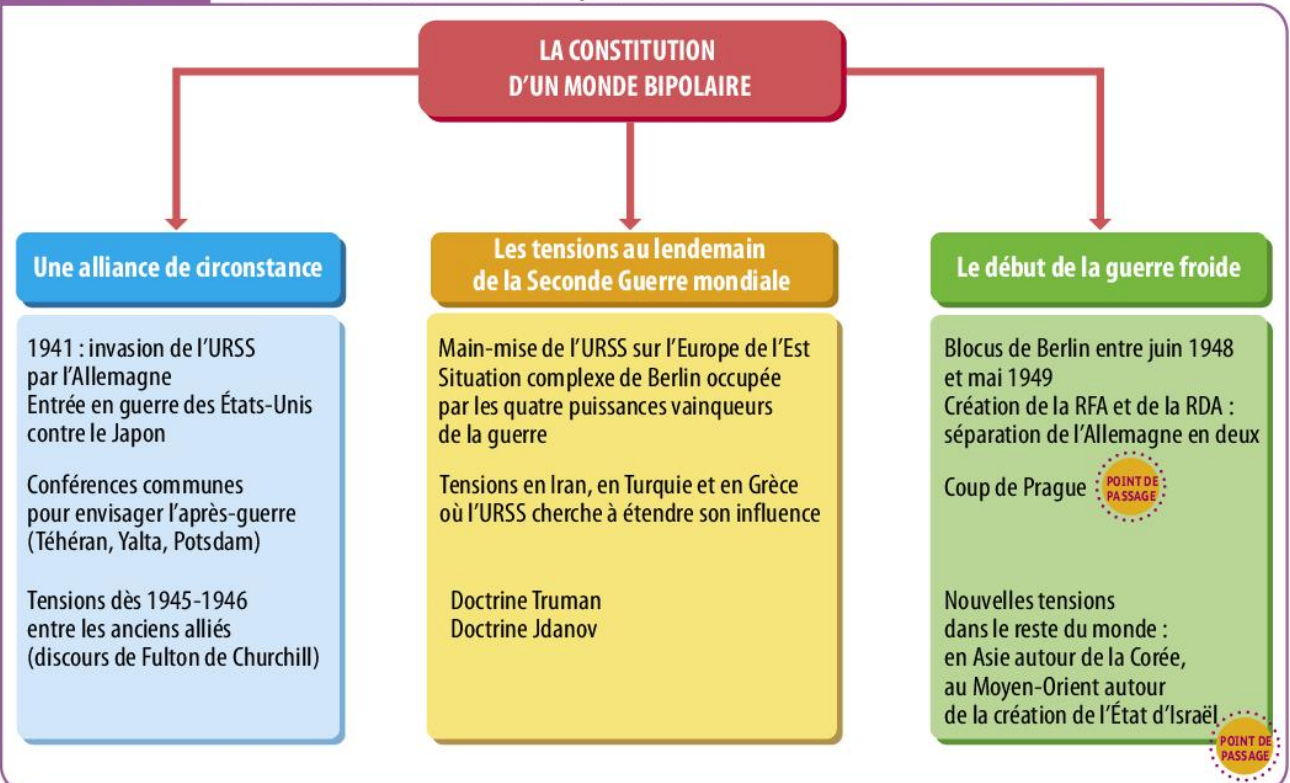 LA CONSTITUTION
D'UN MONDE BIPOLAIRE
Une alliance de circonstance
1941 : invasion de l'URSS
par l'Allemagne
Entrée en guerre des États-Unis
contre le Japon
Conférences communes
pour envisager l'après-guerre
(Téhéran, Yalta, Potsdam)
Tensions dès 1945-1946
entre les anciens alliés
(discours de Fulton de Churchill)
Les tensions au lendemain
de la Seconde Guerre mondiale
Main-mise de l'URSS sur l'Europe de l'Est
Situation complexe de Berlin occupée
par les quatre puissances vainqueurs
de la guerre
Tensions en Iran, en Turquie et en Grèce
où l'URSS cherche à étendre son influence
Doctrine Truman
Doctrine Jdanov
Le début de la guerre froide
Blocus de Berlin entre juin 1948
et mai 1949
Création de la RFA et de la RDA :
séparation de l'Allemagne en deux
Coup de Prague
POINT DE
PASSAGE
Nouvelles tensions
dans le reste du monde :
en Asie autour de la Corée,
au Moyen-Orient autour
de la création de l'État d'Israël
POINT DE
PASSAGE